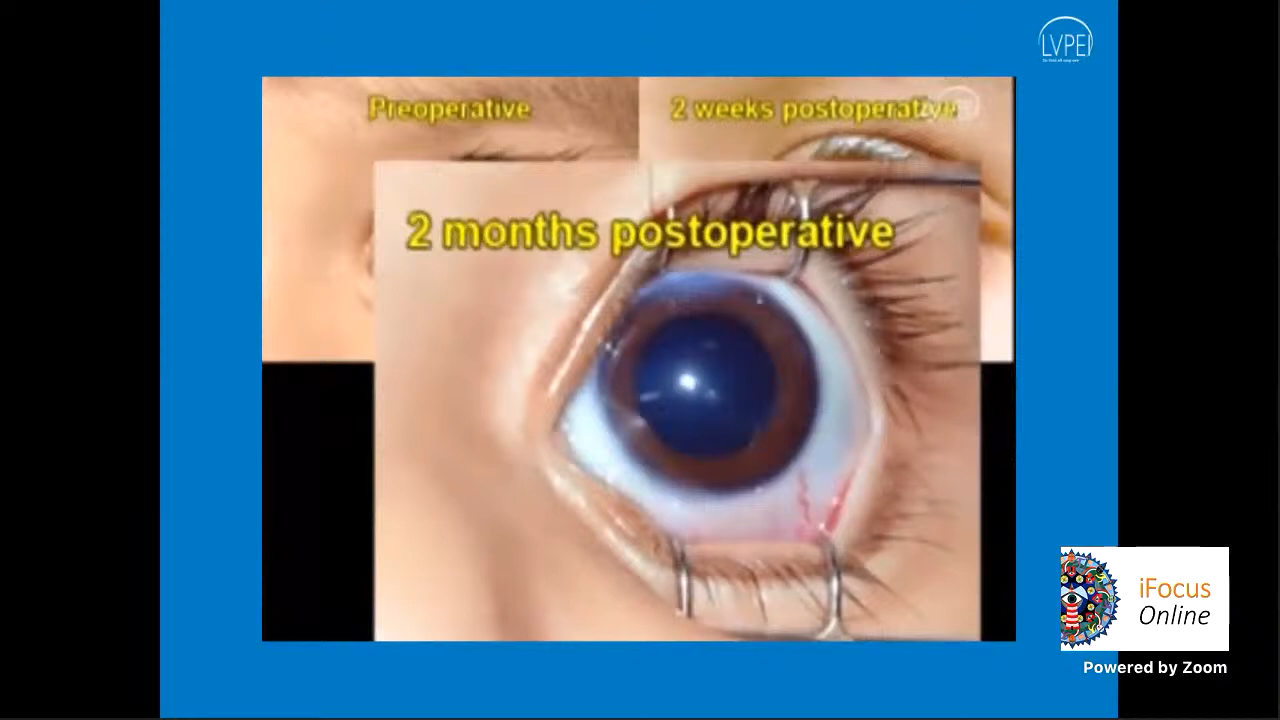 LVPEI
Preoperative
2 weeks postoperative
2 months postoperative
iFocus
Online
Powered by Zoom